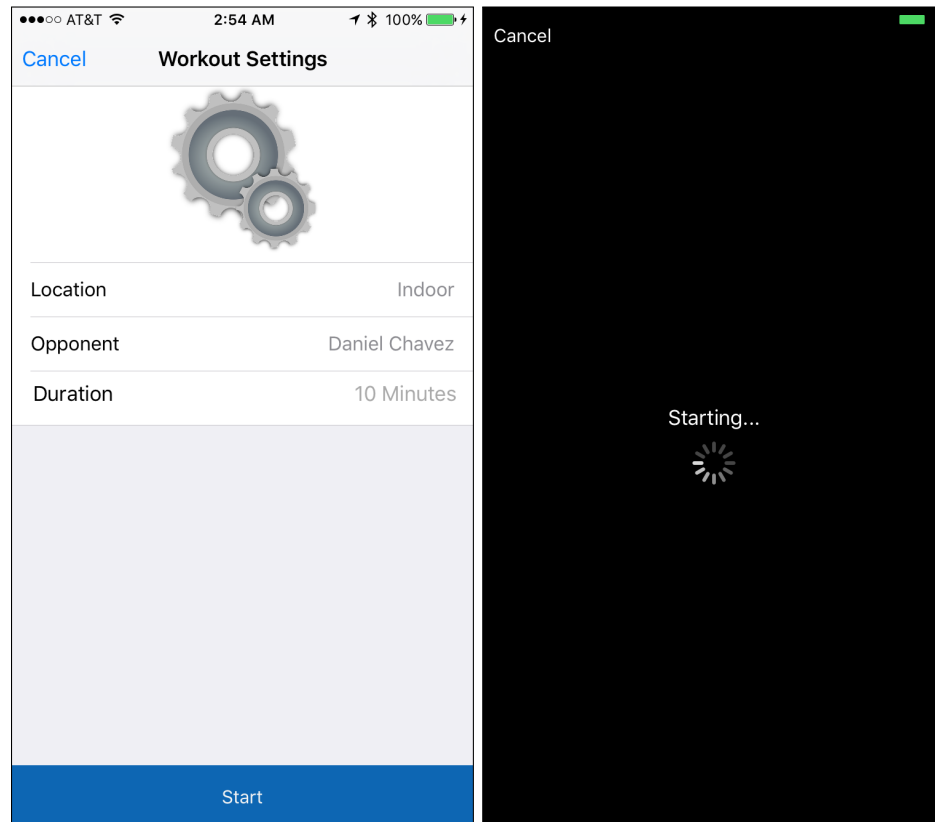 AT&T 2:54 AM 100%
Cancel Workout Settings
Location Indoor
Opponent Daniel Chavez
Duration 10 Minutes
Start
Cancel
Starting...